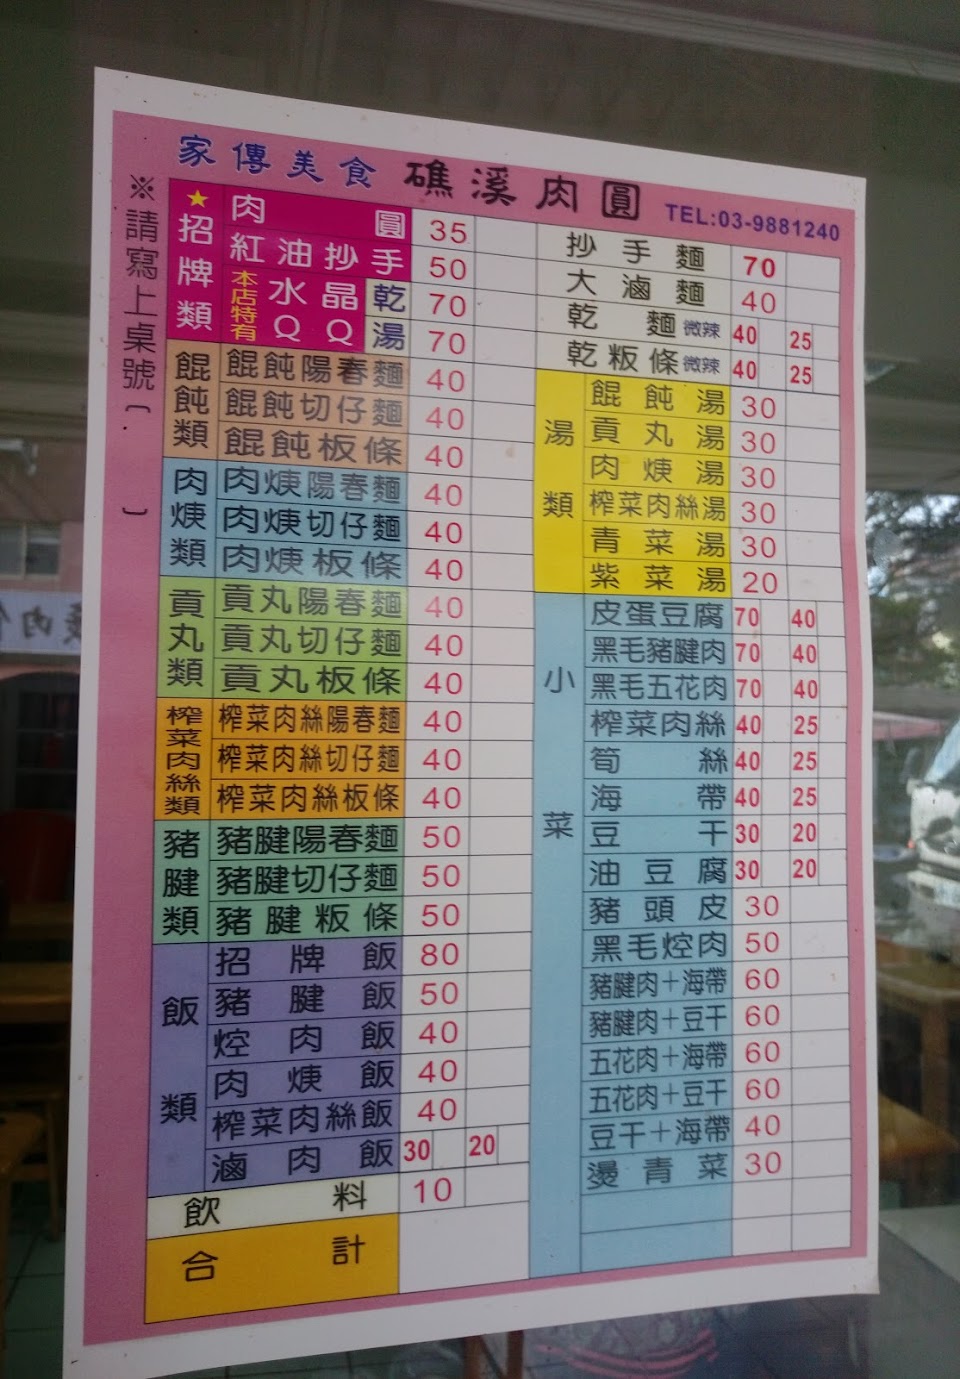 家傳美食 礁溪肉圓 TEL:03-9881240
※請寫上桌號〔 〕
★招牌類
肉圓 35
紅油抄手 50
本店特有 水晶QQ 乾 70
湯 70
餛飩類
餛飩陽春麵 40
餛飩切仔麵 40
餛飩板條 40
肉焿類
肉焿陽春麵 40
肉焿切仔麵 40
肉焿板條 40
貢丸類
貢丸陽春麵 40
貢丸切仔麵 40
貢丸板條 40
榨菜肉絲類
榨菜肉絲陽春麵 40
榨菜肉絲切仔麵 40
榨菜肉絲板條 40
豬腱類
豬腱陽春麵 50
豬腱切仔麵 50
豬腱粄條 50
飯類
招牌飯 80
豬腱飯 50
焢肉飯 40
肉焿飯 40
榨菜肉絲飯 40
滷肉飯 30 20
飲料 10
合計
抄手麵 70
大滷麵 40
乾麵 微辣 40 25
乾粄條 微辣 40 25
湯類
餛飩湯 30
貢丸湯 30
肉焿湯 30
榨菜肉絲湯 30
青菜湯 30
紫菜湯 20
小菜
皮蛋豆腐 70 40
黑毛豬腱肉 70 40
黑毛五花肉 70 40
榨菜肉絲 40 25
筍絲 40 25
海帶 40 25
豆干 30 20
油豆腐 30 20
豬頭皮 30
黑毛焢肉 50
豬腱肉+海帶 60
豬腱肉+豆干 60
五花肉+海帶 60
五花肉+豆干 60
豆干+海帶 40
燙青菜 30